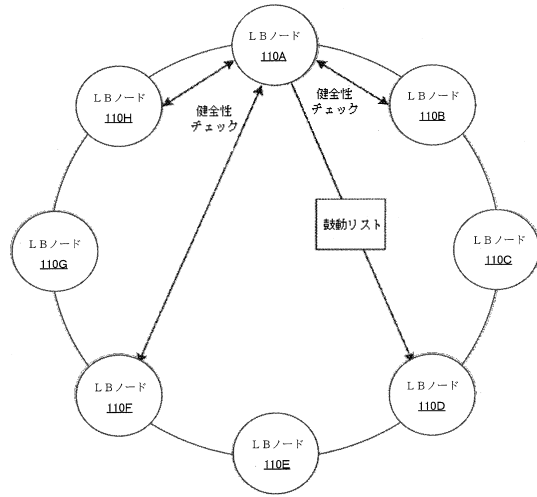 LBノード
110A
LBノード
110H
健全性
チェック
健全性
チェック
LBノード
110B
LBノード
110G
鼓動リスト
LBノード
110C
LBノード
110F
LBノード
110D
LBノード
110E